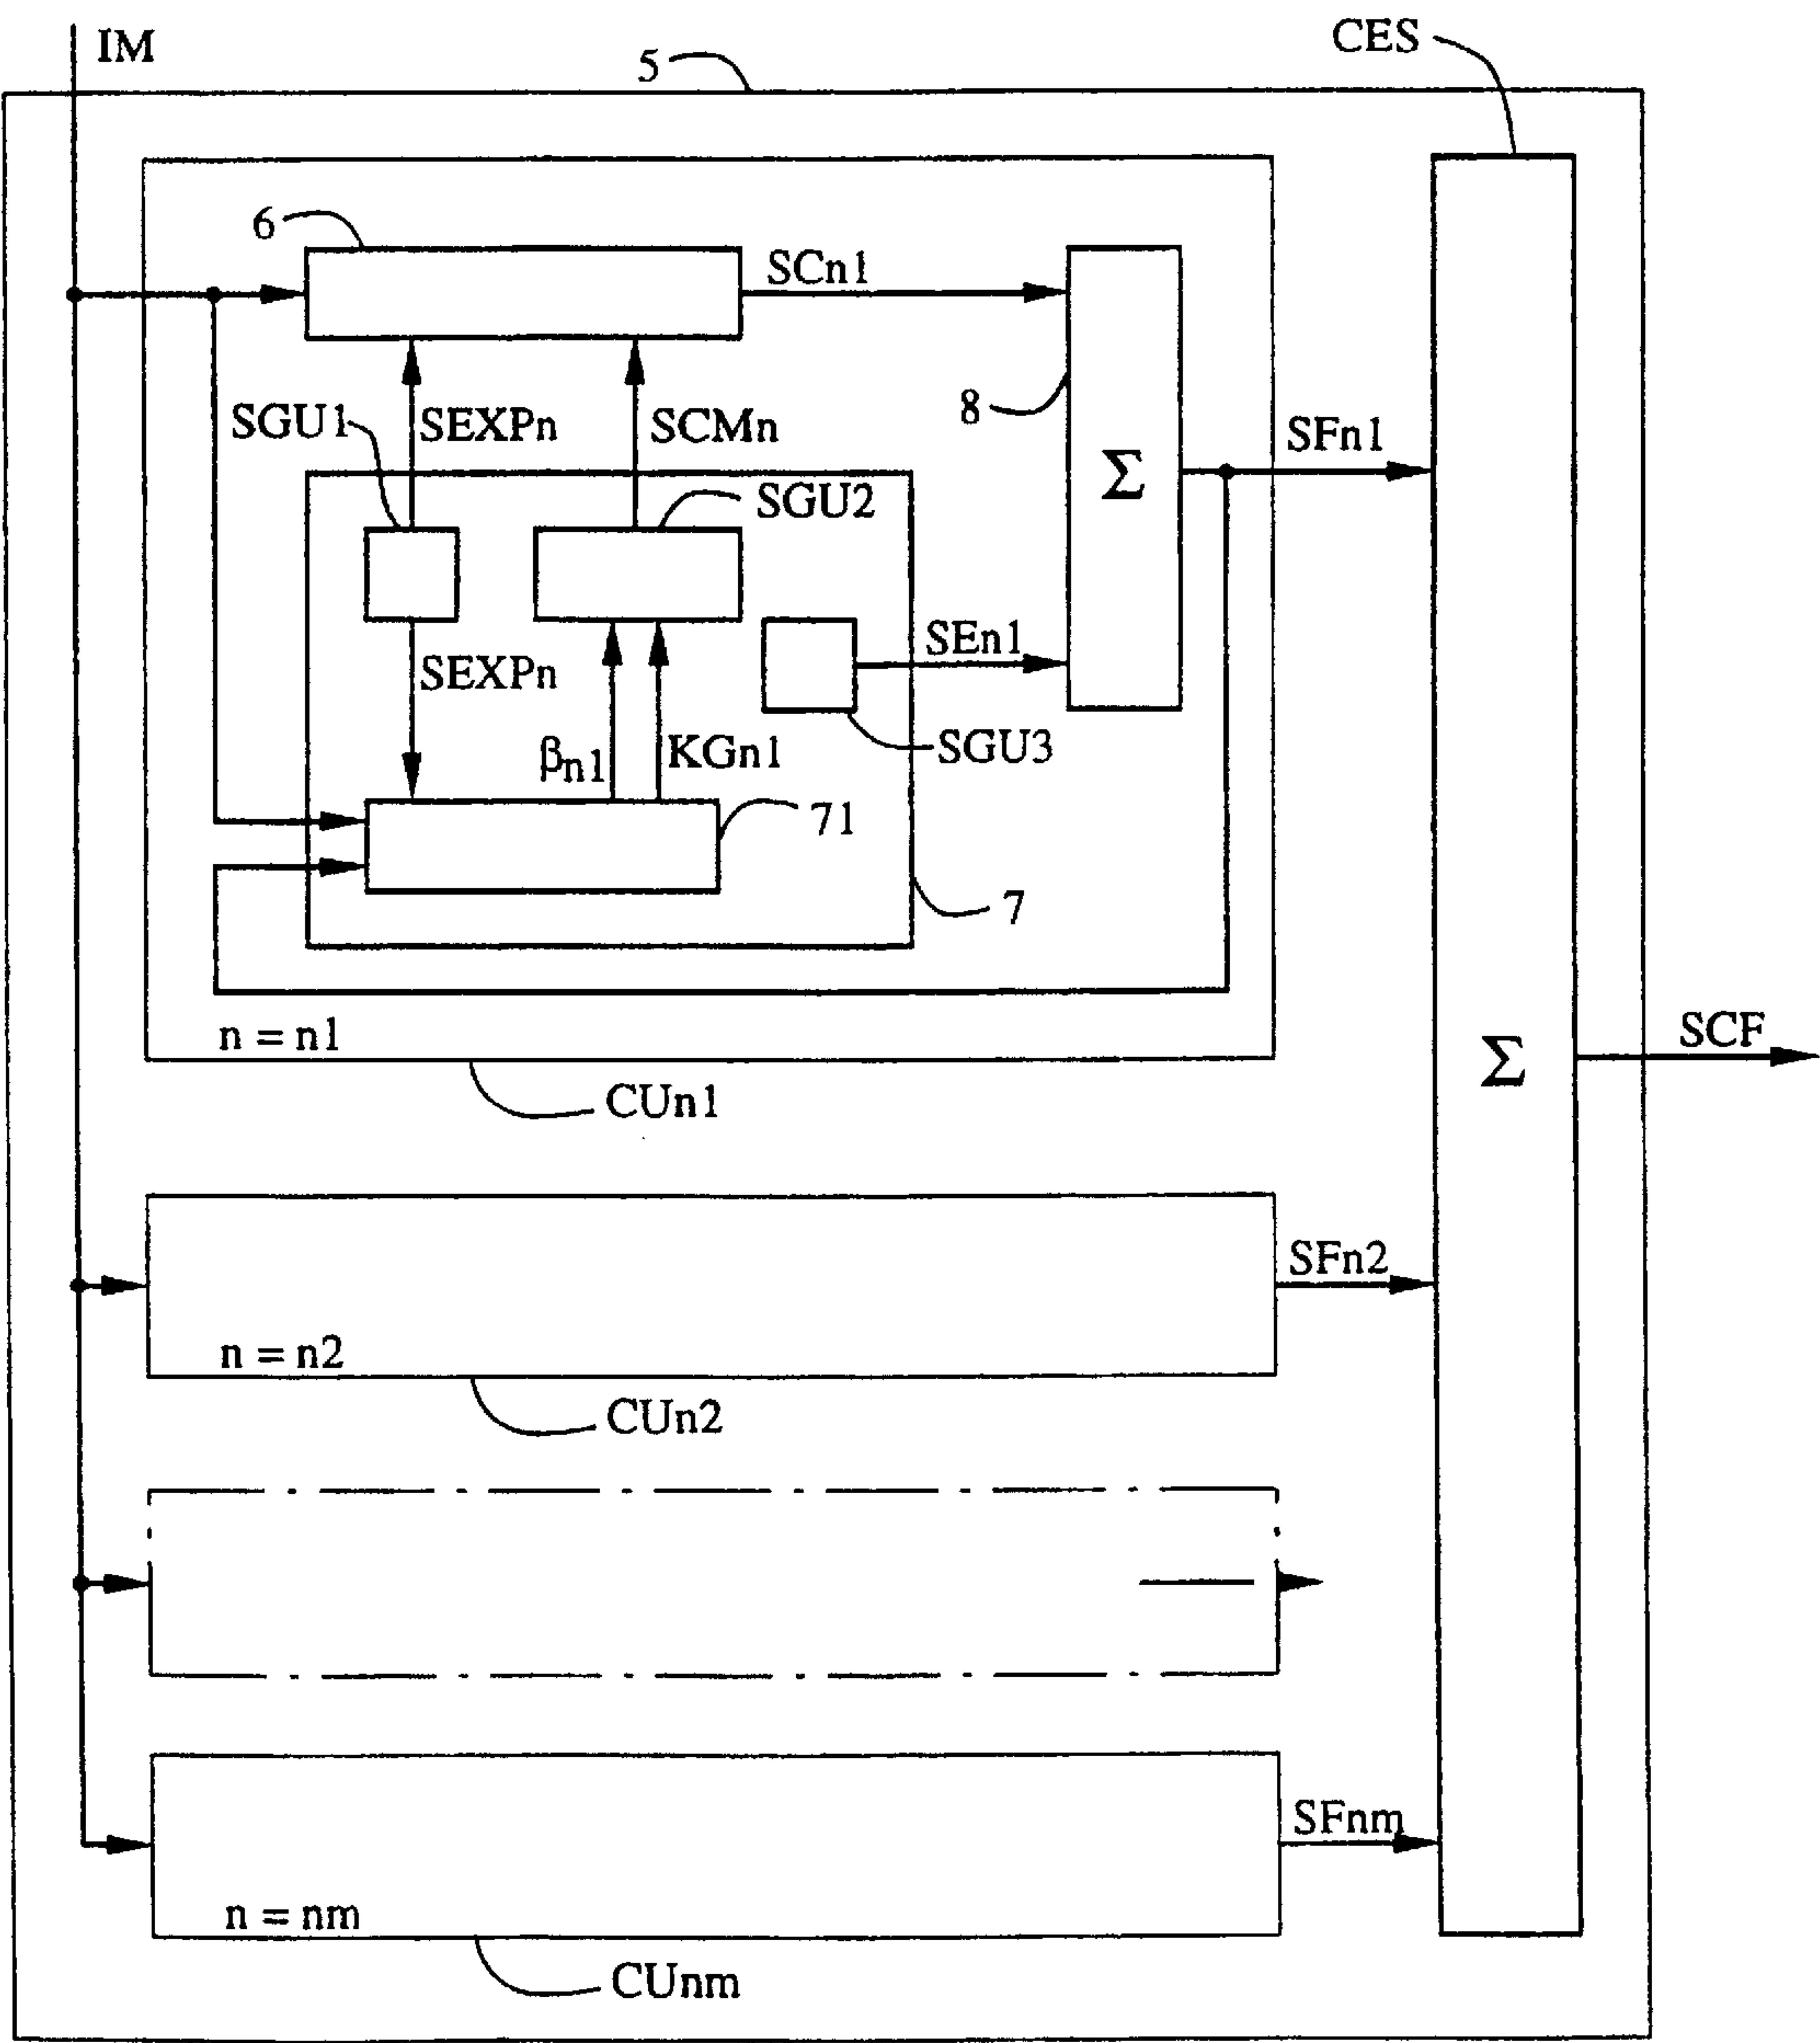 IM
5
CES
6
SCn1
SGU1
SEXPn
SCMn
8
SFn1
Σ
SGU2
SEn1
SEXPn
βn1
KGn1
SGU3
71
7
n = n1
CUn1
SCF
Σ
SFn2
n = n2
CUn2
SFnm
n = nm
CUnm